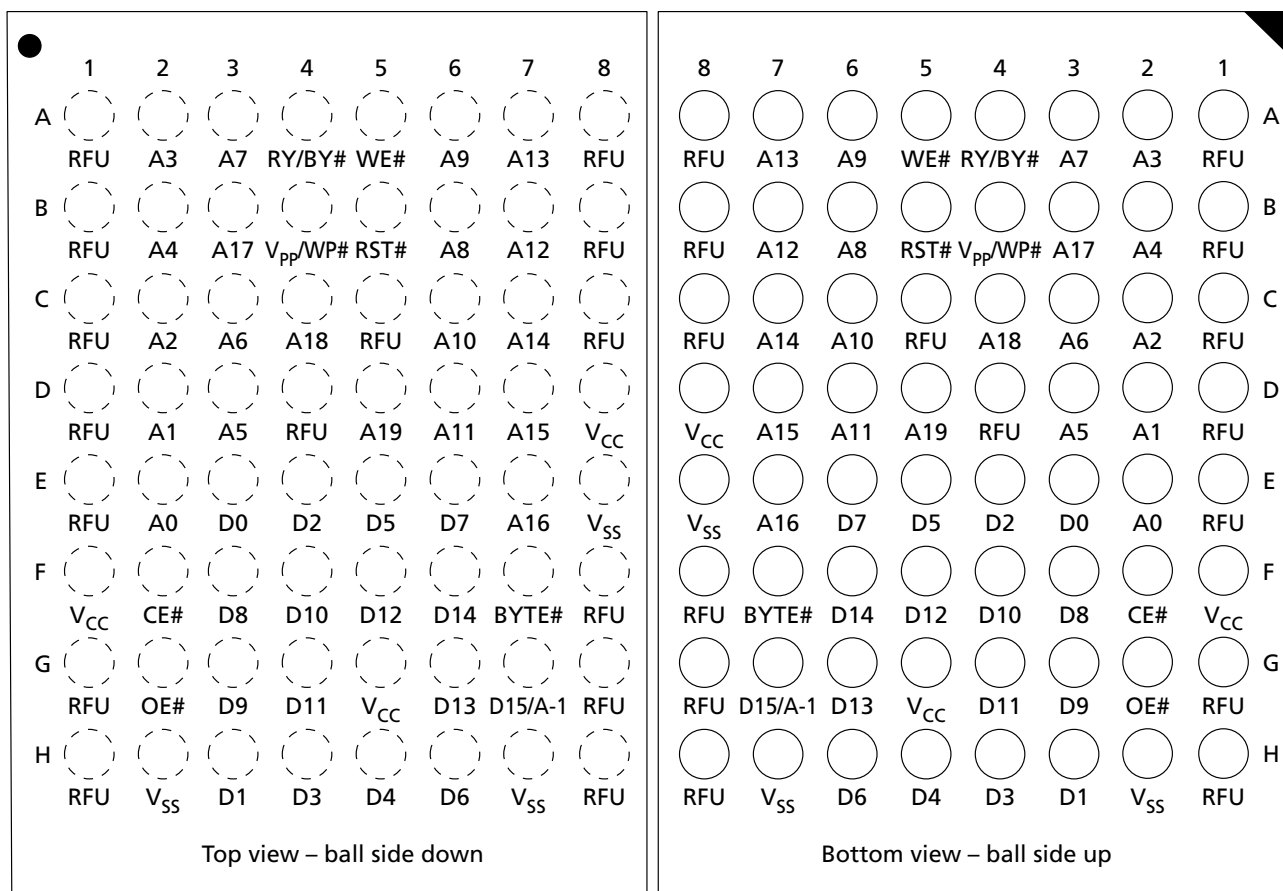 1 2 3 4 5 6 7 8
A
RFU A3 A7 RY/BY# WE# A9 A13 RFU
B
RFU A4 A17 VPP/WP# RST# A8 A12 RFU
C
RFU A2 A6 A18 RFU A10 A14 RFU
D
RFU A1 A5 RFU A19 A11 A15 VCC
E
RFU A0 D0 D2 D5 D7 A16 VSS
F
VCC CE# D8 D10 D12 D14 BYTE# RFU
G
RFU OE# D9 D11 VCC D13 D15/A-1 RFU
H
RFU VSS D1 D3 D4 D6 VSS RFU
Top view – ball side down
8 7 6 5 4 3 2 1
A
RFU A13 A9 WE# RY/BY# A7 A3 RFU
B
RFU A12 A8 RST# VPP/WP# A17 A4 RFU
C
RFU A14 A10 RFU A18 A6 A2 RFU
D
VCC A15 A11 A19 RFU A5 A1 RFU
E
VSS A16 D7 D5 D2 D0 A0 RFU
F
RFU BYTE# D14 D12 D10 D8 CE# VCC
G
RFU D15/A-1 D13 VCC D11 D9 OE# RFU
H
RFU VSS D6 D4 D3 D1 VSS RFU
Bottom view – ball side up